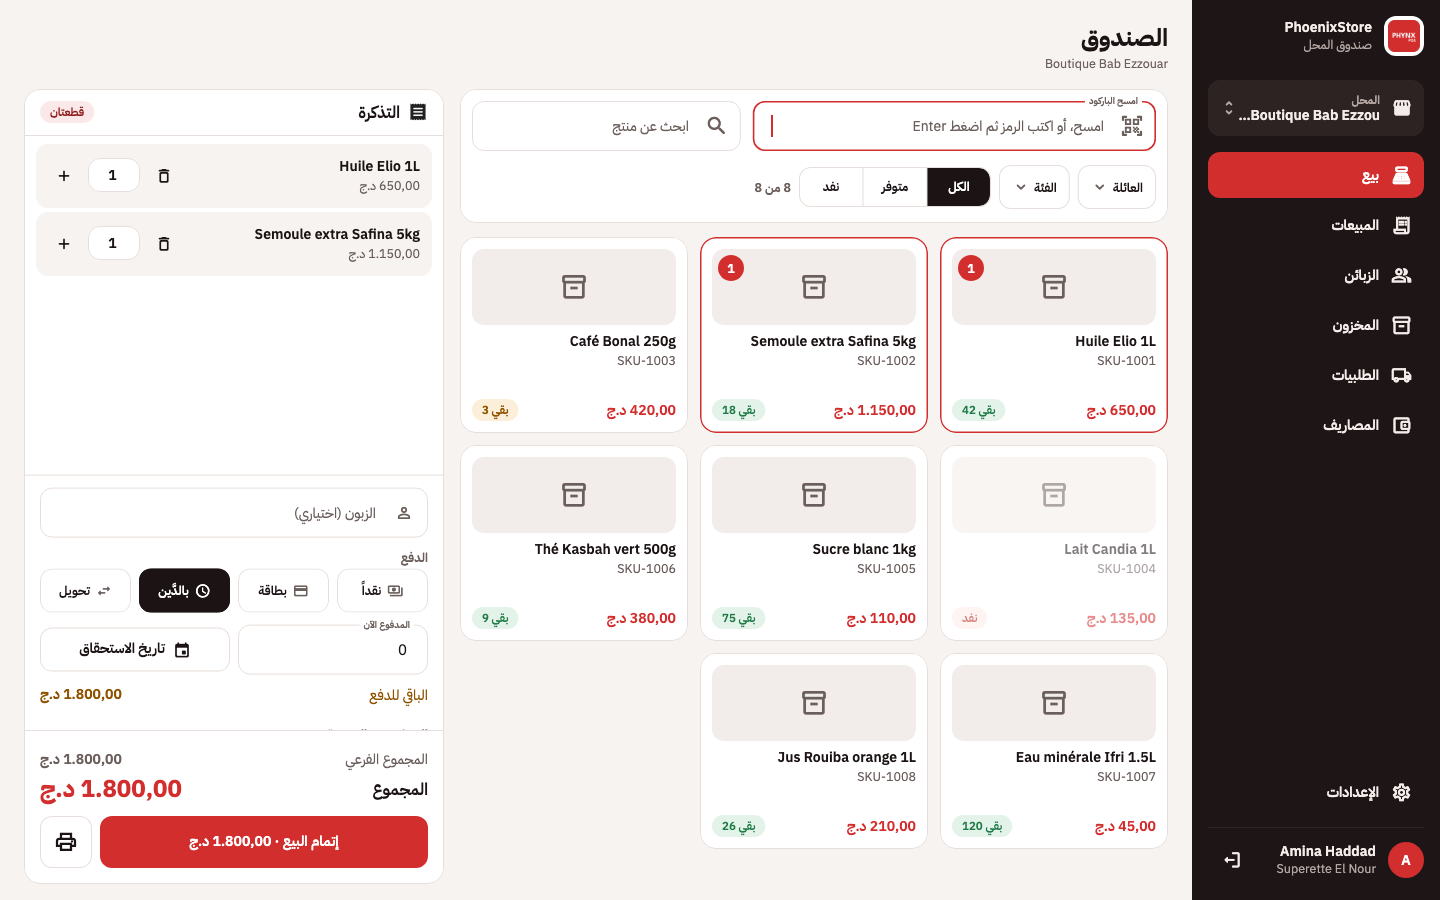 PhoenixStore
صندوق المحل
PHYNX
المحل
Boutique Bab Ezzou...
بيع
المبيعات
الزبائن
المخزون
الطلبيات
المصاريف
الإعدادات
A
Amina Haddad
Superette El Nour
الصندوق
Boutique Bab Ezzouar
امسح الباركود
امسح، أو اكتب الرمز ثم اضغط Enter
ابحث عن منتج
العائلة
الفئة
الكل
متوفر
نفد
8 من 8
1
Huile Elio 1L
SKU-1001
650,00 د.ج
بقي 42
1
Semoule extra Safina 5kg
SKU-1002
1.150,00 د.ج
بقي 18
Café Bonal 250g
SKU-1003
420,00 د.ج
بقي 3
Lait Candia 1L
SKU-1004
135,00 د.ج
نفد
Sucre blanc 1kg
SKU-1005
110,00 د.ج
بقي 75
Thé Kasbah vert 500g
SKU-1006
380,00 د.ج
بقي 9
Eau minérale Ifri 1.5L
SKU-1007
45,00 د.ج
بقي 120
Jus Rouiba orange 1L
SKU-1008
210,00 د.ج
بقي 26
التذكرة
قطعتان
Huile Elio 1L
650,00 د.ج
1
Semoule extra Safina 5kg
1.150,00 د.ج
1
الزبون (اختياري)
الدفع
نقداً
بطاقة
بالدَّين
تحويل
المدفوع الآن
0
تاريخ الاستحقاق
الباقي للدفع
1.800,00 د.ج
المجموع الفرعي
1.800,00 د.ج
المجموع
1.800,00 د.ج
إتمام البيع · 1.800,00 د.ج